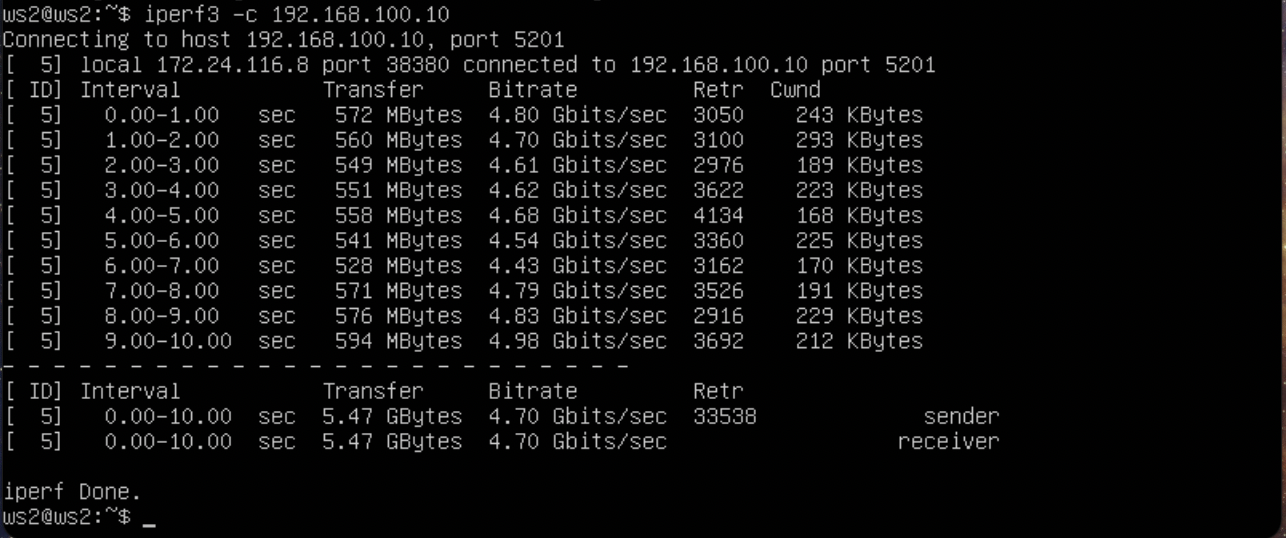 ws2@ws2:~$ iperf3 -c 192.168.100.10
Connecting to host 192.168.100.10, port 5201
[  5] local 172.24.116.8 port 38380 connected to 192.168.100.10 port 5201
[ ID] Interval           Transfer     Bitrate         Retr  Cwnd
[  5]   0.00-1.00   sec   572 MBytes  4.80 Gbits/sec  3050    243 KBytes
[  5]   1.00-2.00   sec   560 MBytes  4.70 Gbits/sec  3100    293 KBytes
[  5]   2.00-3.00   sec   549 MBytes  4.61 Gbits/sec  2976    189 KBytes
[  5]   3.00-4.00   sec   551 MBytes  4.62 Gbits/sec  3622    223 KBytes
[  5]   4.00-5.00   sec   558 MBytes  4.68 Gbits/sec  4134    168 KBytes
[  5]   5.00-6.00   sec   541 MBytes  4.54 Gbits/sec  3360    225 KBytes
[  5]   6.00-7.00   sec   528 MBytes  4.43 Gbits/sec  3162    170 KBytes
[  5]   7.00-8.00   sec   571 MBytes  4.79 Gbits/sec  3526    191 KBytes
[  5]   8.00-9.00   sec   576 MBytes  4.83 Gbits/sec  2916    229 KBytes
[  5]   9.00-10.00  sec   594 MBytes  4.98 Gbits/sec  3692    212 KBytes
- - - - - - - - - - - - - - - - - - - - - - - - -
[ ID] Interval           Transfer     Bitrate         Retr
[  5]   0.00-10.00  sec  5.47 GBytes  4.70 Gbits/sec  33538             sender
[  5]   0.00-10.00  sec  5.47 GBytes  4.70 Gbits/sec                  receiver
iperf Done.
ws2@ws2:~$ _